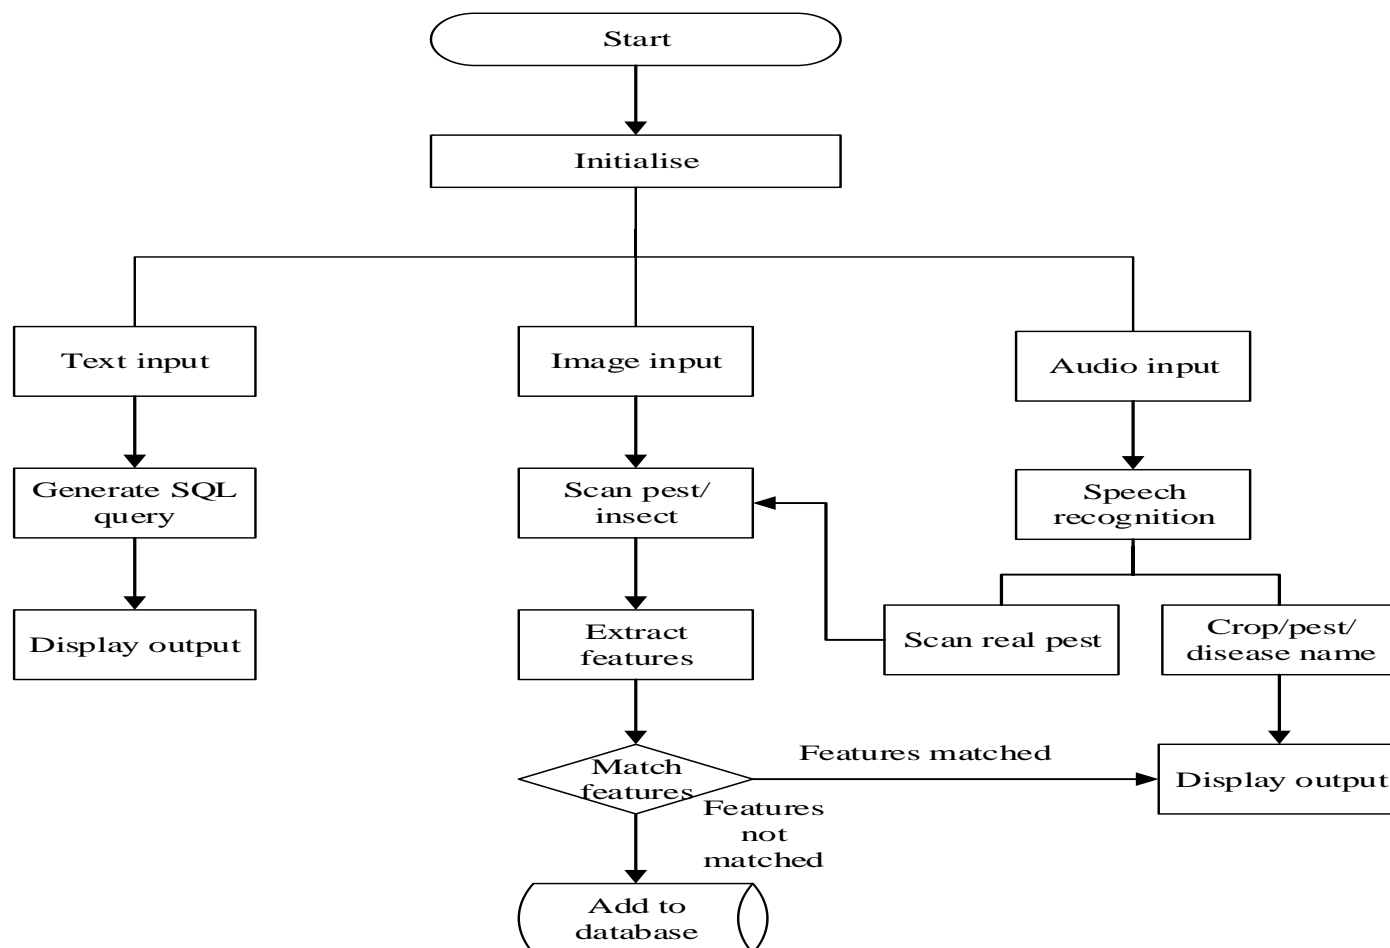 Start
Initialise
Text input
Image input
Audio input
Generate SQL
query
Scan pest/
insect
Speech
recognition
Display output
Extract
features
Scan real pest
Crop/pest/
disease name
Match
features
Features matched
Display output
Features
not
matched
Add to
database